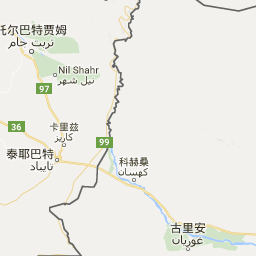 托尔巴特贾姆
تربت جام
Nil Shahr
نیل شهر
97
36
卡里兹
کاریز
99
泰耶巴特
تایباد
科赫桑
کهسان
古里安
غوریان